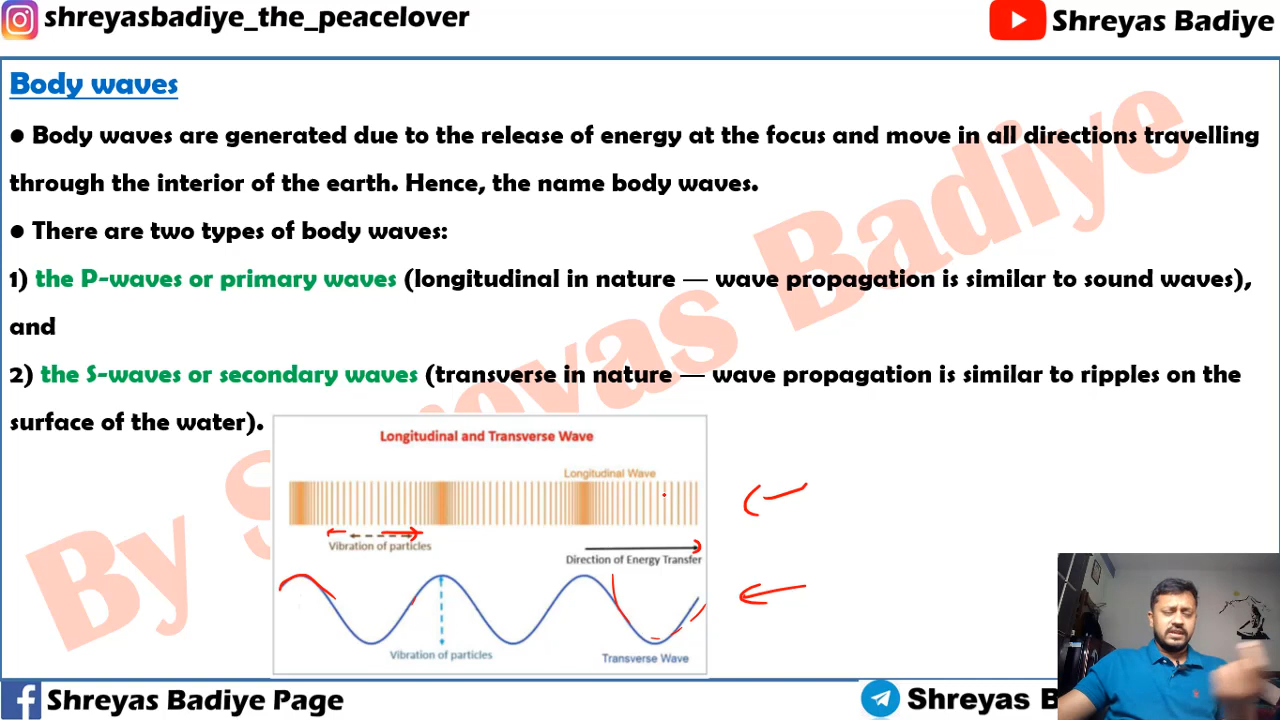 shreyasbadiye_the_peacelover
Shreyas Badiye
Body waves
● Body waves are generated due to the release of energy at the focus and move in all directions travelling
through the interior of the earth. Hence, the name body waves.
● There are two types of body waves:
1) the P-waves or primary waves (longitudinal in nature — wave propagation is similar to sound waves),
and
2) the S-waves or secondary waves (transverse in nature — wave propagation is similar to ripples on the
surface of the water).
By Shreyas Badiye
Longitudinal and Transverse Wave
Longitudinal Wave
Vibration of particles
Direction of Energy Transfer
Vibration of particles
Transverse Wave
Shreyas Badiye Page
Shreyas B